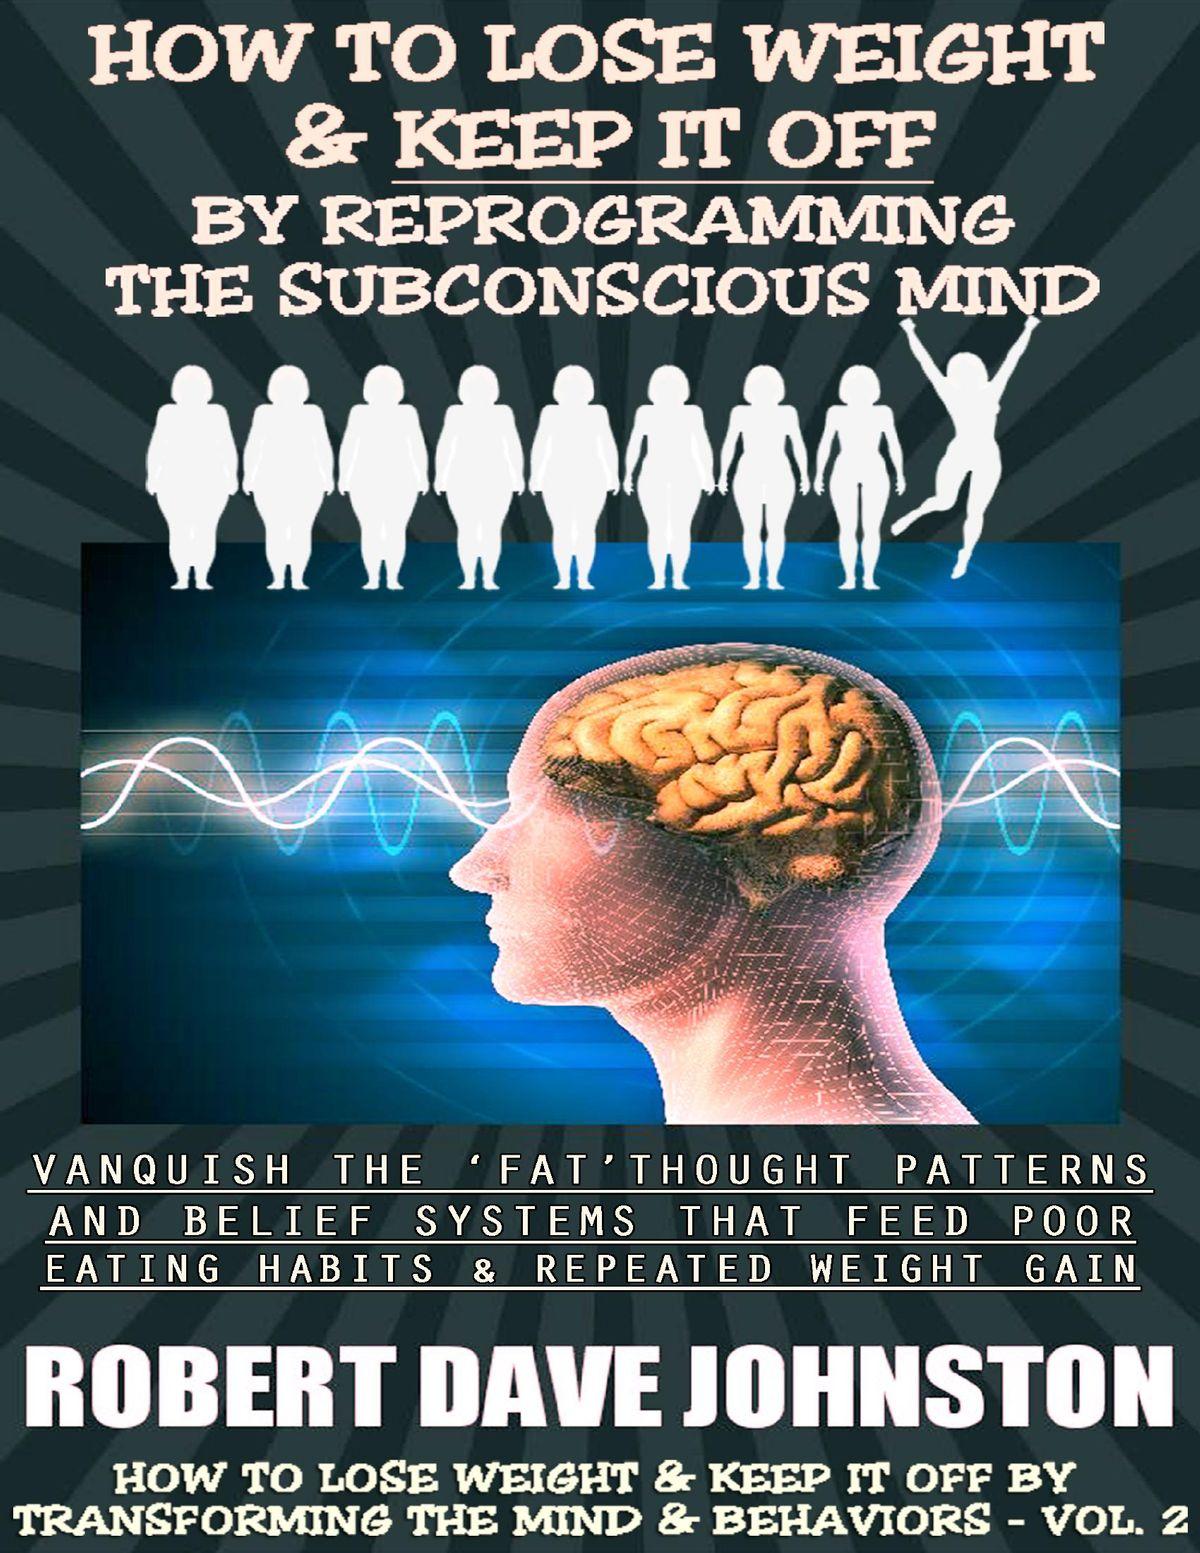 HOW TO LOSE WEIGHT
& KEEP IT OFF
BY REPROGRAMMING
THE SUBCONSCIOUS MIND
VANQUISH THE ‘FAT’THOUGHT PATTERNS
AND BELIEF SYSTEMS THAT FEED POOR
EATING HABITS & REPEATED WEIGHT GAIN
ROBERT DAVE JOHNSTON
HOW TO LOSE WEIGHT & KEEP IT OFF BY
TRANSFORMING THE MIND & BEHAVIORS - VOL. 2